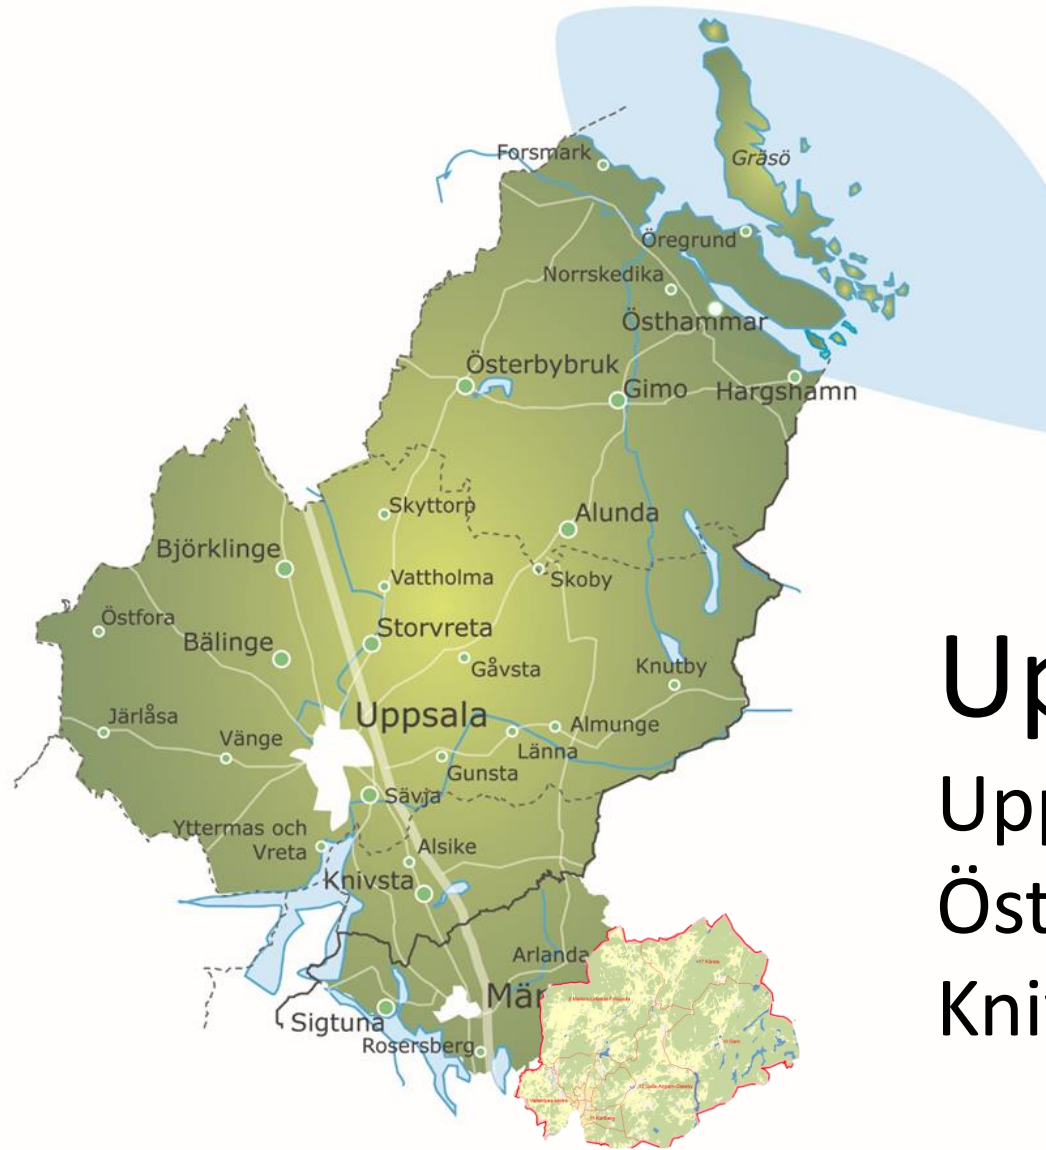 Forsmark
Gräsö
Öregrund
Norrskedika
Östhammar
Österbybruk
Gimo
Hargshamn
Skyttorp
Alunda
Björklinge
Vattholma
Skoby
Östfora
Storvreta
Bälinge
Gåvsta
Knutby
Uppsala
Järlåsa
Almunge
Vänge
Länna
Gunsta
Sävja
Yttermas och
Vreta
Alsike
Knivsta
Arlanda
Mär
Sigtuna
Rosersberg
Up
Upp
Öst
Kni